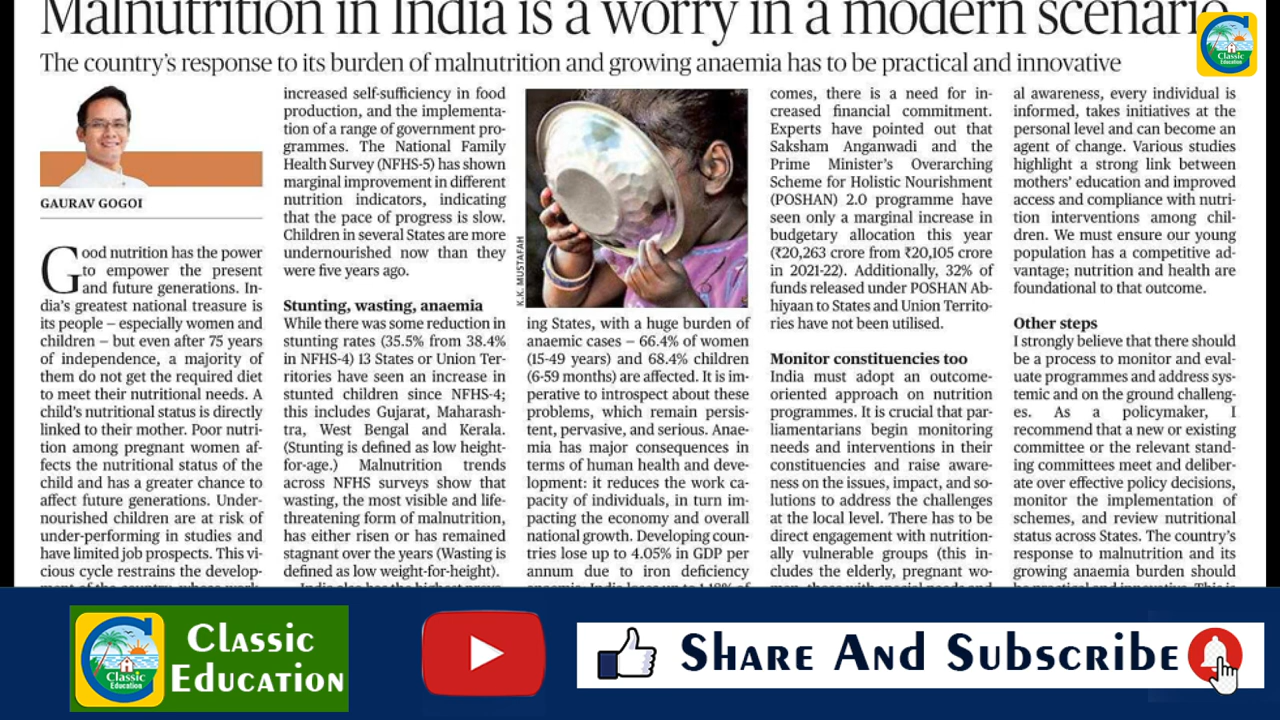 Malnutrition in India is a worry in a modern scenario
The country's response to its burden of malnutrition and growing anaemia has to be practical and innovative
Classic
Education
GAURAV GOGOI
Good nutrition has the power
to empower the present
and future generations. In-
dia's greatest national treasure is
its people – especially women and
children – but even after 75 years
of independence, a majority of
them do not get the required diet
to meet their nutritional needs. A
child's nutritional status is directly
linked to their mother. Poor nutri-
tion among pregnant women af-
fects the nutritional status of the
child and has a greater chance to
affect future generations. Under-
nourished children are at risk of
under-performing in studies and
have limited job prospects. This vi-
cious cycle restrains the develop-
increased self-sufficiency in food
production, and the implementa-
tion of a range of government pro-
grammes. The National Family
Health Survey (NFHS-5) has shown
marginal improvement in different
nutrition indicators, indicating
that the pace of progress is slow.
Children in several States are more
undernourished now than they
were five years ago.
Stunting, wasting, anaemia
While there was some reduction in
stunting rates (35.5% from 38.4%
in NFHS-4) 13 States or Union Ter-
ritories have seen an increase in
stunted children since NFHS-4;
this includes Gujarat, Maharash-
tra, West Bengal and Kerala.
(Stunting is defined as low height-
for-age.) Malnutrition trends
across NFHS surveys show that
wasting, the most visible and life-
threatening form of malnutrition,
has either risen or has remained
stagnant over the years (Wasting is
defined as low weight-for-height).
K.K. MUSTAFAH
ing States, with a huge burden of
anaemic cases – 66.4% of women
(15-49 years) and 68.4% children
(6-59 months) are affected. It is im-
perative to introspect about these
problems, which remain persis-
tent, pervasive, and serious. Anae-
mia has major consequences in
terms of human health and deve-
lopment: it reduces the work ca-
pacity of individuals, in turn im-
pacting the economy and overall
national growth. Developing coun-
tries lose up to 4.05% in GDP per
annum due to iron deficiency
comes, there is a need for in-
creased financial commitment.
Experts have pointed out that
Saksham Anganwadi and the
Prime Minister's Overarching
Scheme for Holistic Nourishment
(POSHAN) 2.0 programme have
seen only a marginal increase in
budgetary allocation this year
(₹20,263 crore from ₹20,105 crore
in 2021-22). Additionally, 32% of
funds released under POSHAN Ab-
hiyaan to States and Union Territo-
ries have not been utilised.
Monitor constituencies too
India must adopt an outcome-
oriented approach on nutrition
programmes. It is crucial that par-
liamentarians begin monitoring
needs and interventions in their
constituencies and raise aware-
ness on the issues, impact, and so-
lutions to address the challenges
at the local level. There has to be
direct engagement with nutrition-
ally vulnerable groups (this in-
cludes the elderly, pregnant wo-
al awareness, every individual is
informed, takes initiatives at the
personal level and can become an
agent of change. Various studies
highlight a strong link between
mothers' education and improved
access and compliance with nutri-
tion interventions among chil-
dren. We must ensure our young
population has a competitive ad-
vantage; nutrition and health are
foundational to that outcome.
Other steps
I strongly believe that there should
be a process to monitor and eval-
uate programmes and address sys-
temic and on the ground challeng-
es. As a policymaker, I
recommend that a new or existing
committee or the relevant stand-
ing committees meet and deliber-
ate over effective policy decisions,
monitor the implementation of
schemes, and review nutritional
status across States. The country's
response to malnutrition and its
growing anaemia burden should
Classic
Education
Classic
Education
Share And Subscribe